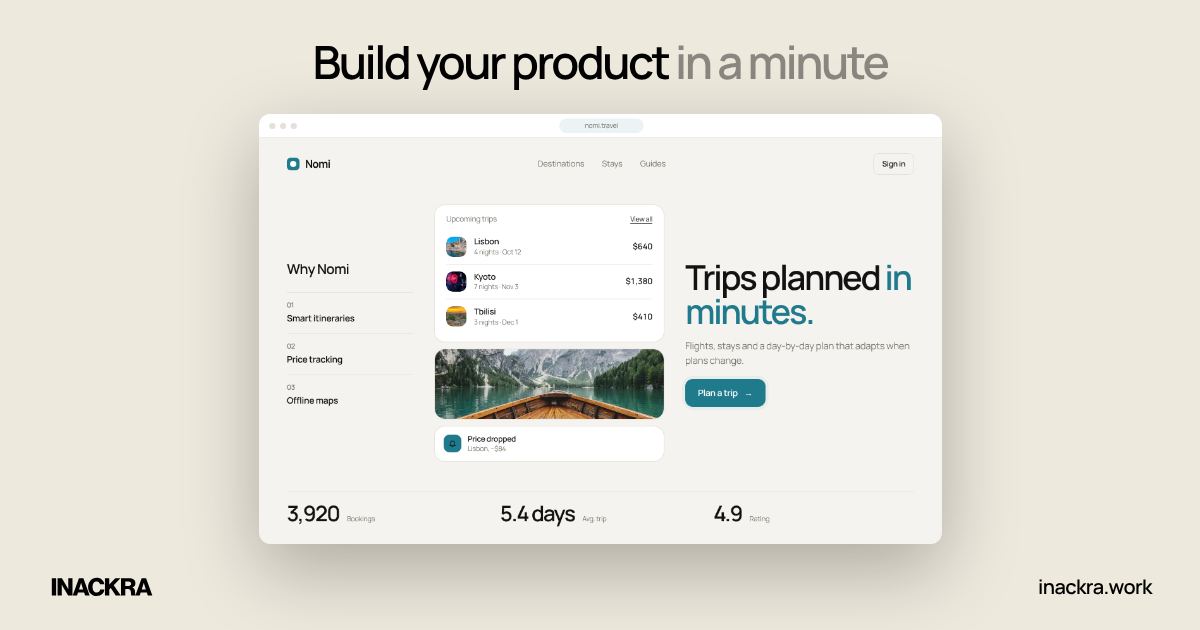 Build your product in a minute
nomi.travel
Nomi
Destinations
Stays
Guides
Sign in
Why Nomi
01
Smart itineraries
02
Price tracking
03
Offline maps
Upcoming trips
View all
Lisbon
4 nights · Oct 12
$640
Kyoto
7 nights · Nov 3
$1,380
Tbilisi
3 nights · Dec 1
$410
Price dropped
Lisbon, −$84
Trips planned in
minutes.
Flights, stays and a day-by-day plan that adapts when
plans change.
Plan a trip →
3,920 Bookings
5.4 days Avg. trip
4.9 Rating
INACKRA
inackra.work